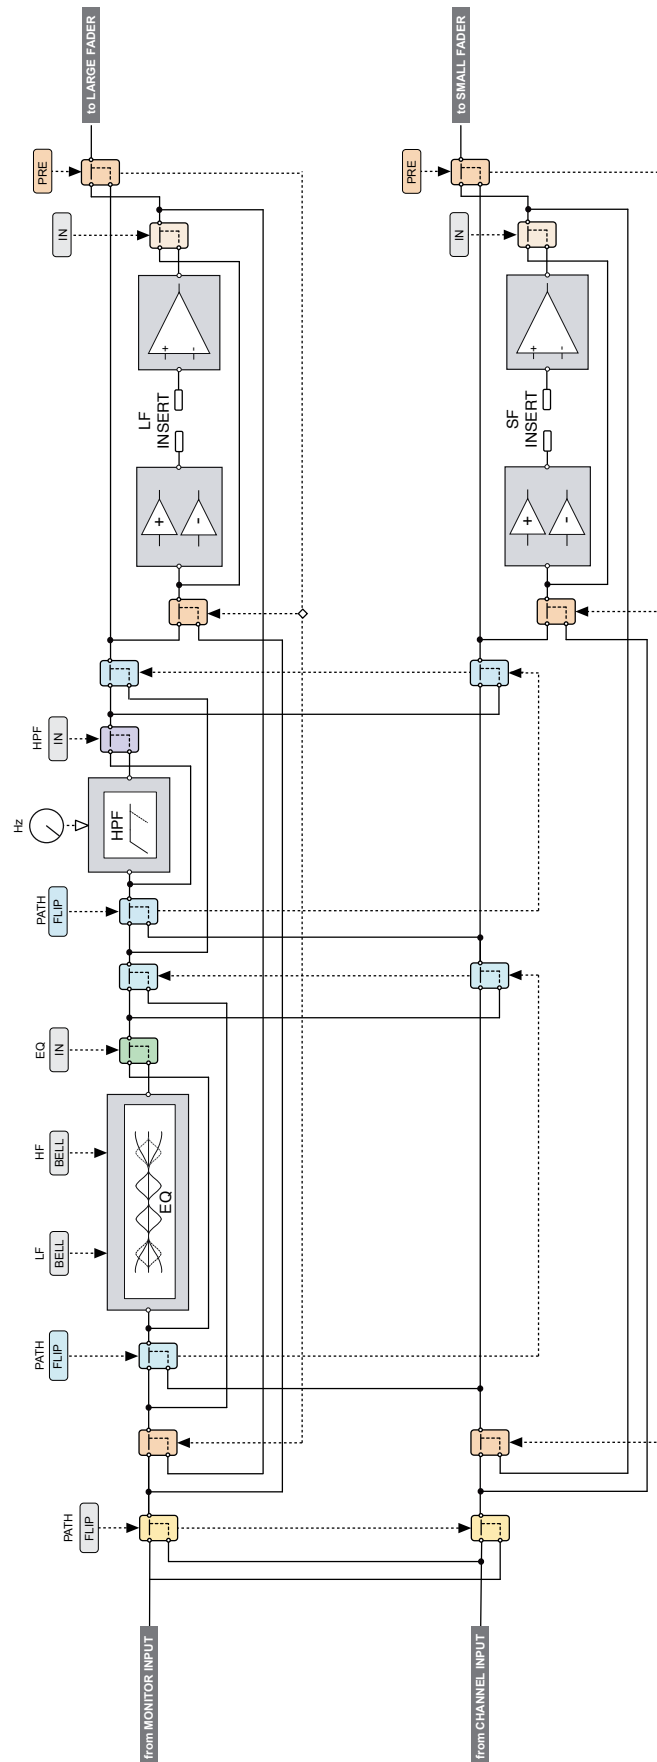 from MONITOR INPUT
from CHANNEL INPUT
PATH
FLIP
PATH
FLIP
LF
BELL
HF
BELL
EQ
EQ
IN
PATH
FLIP
Hz
HPF
HPF
IN
+
-
LF
INSERT
+
-
IN
PRE
to LARGE FADER
+
-
SF
INSERT
+
-
IN
PRE
to SMALL FADER